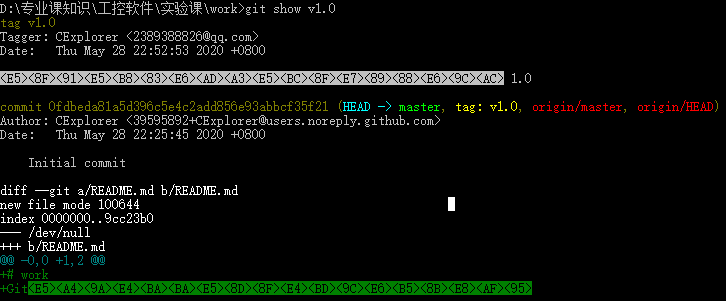 D:\专业课知识\工控软件\实验课\work>git show v1.0
tag v1.0
Tagger: CExplorer <2389388826@qq.com>
Date:   Thu May 28 22:52:53 2020 +0800
<E5><8F><91><E5><B8><83><E6><AD><A3><E5><BC><8F><E7><89><88><E6><9C><AC> 1.0
commit 0fdbeda81a5d396c5e4c2add856e93abbcf35f21 (HEAD -> master, tag: v1.0, origin/master, origin/HEAD)
Author: CExplorer <39595892+CExplorer@users.noreply.github.com>
Date:   Thu May 28 22:25:45 2020 +0800
Initial commit
diff --git a/README.md b/README.md
new file mode 100644
index 0000000..9cc23b0
--- /dev/null
+++ b/README.md
@@ -0,0 +1,2 @@
+# work
+Git<E5><A4><9A><E4><BA><BA><E5><8D><8F><E4><BD><9C><E6><B5><8B><E8><AF><95>